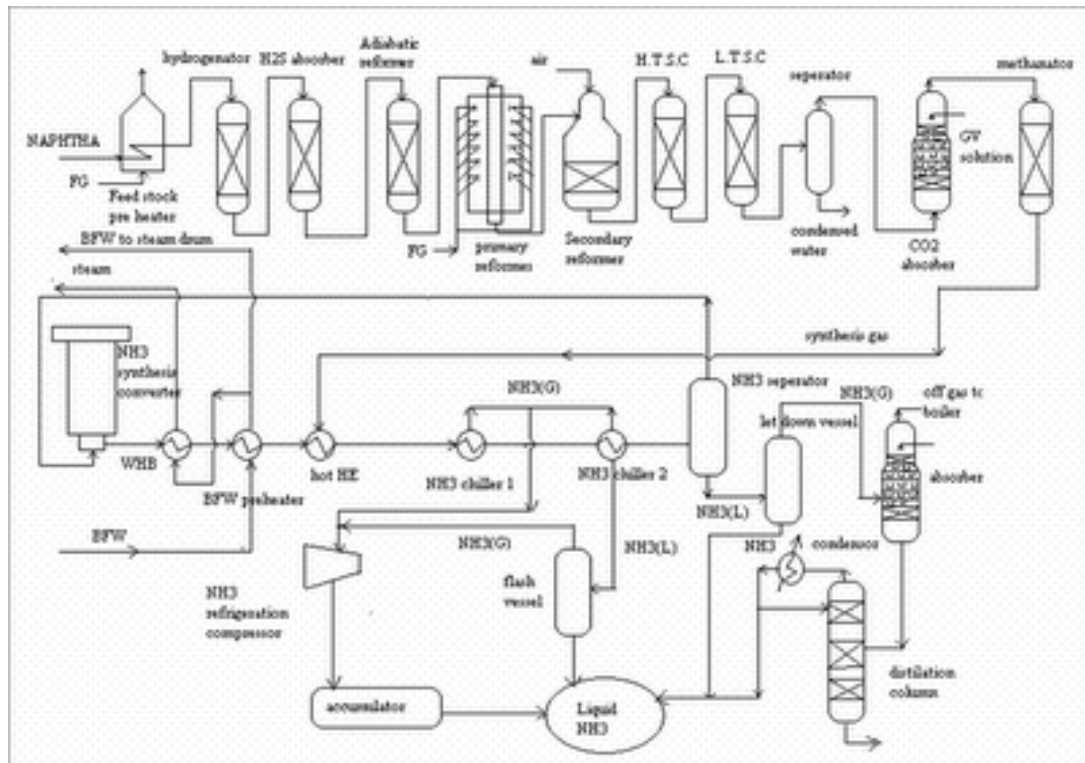 hydrogenator
H2S absorber
Adiabatic
reformer
air
H.T.S.C
L.T.S.C
seperator
methanator
NAPHTHA
FG
Feed stock
pre heater
FG
primary
reformer
Secondary
reformer
condensed
water
GV
solution
CO2
absorber
BFW to steam drum
steam
NH3
synthesis
converter
synthesis gas
WHB
BFW preheater
hot HE
NH3(G)
NH3 chiller 1
NH3 chiller 2
NH3 seperator
let down vessel
NH3(G)
off gas to
boiler
absorber
NH3(L)
BFW
NH3(G)
NH3(L)
NH3
condensor
flash
vessel
NH3
refrigeration
compressor
distilation
column
accumulator
Liquid
NH3